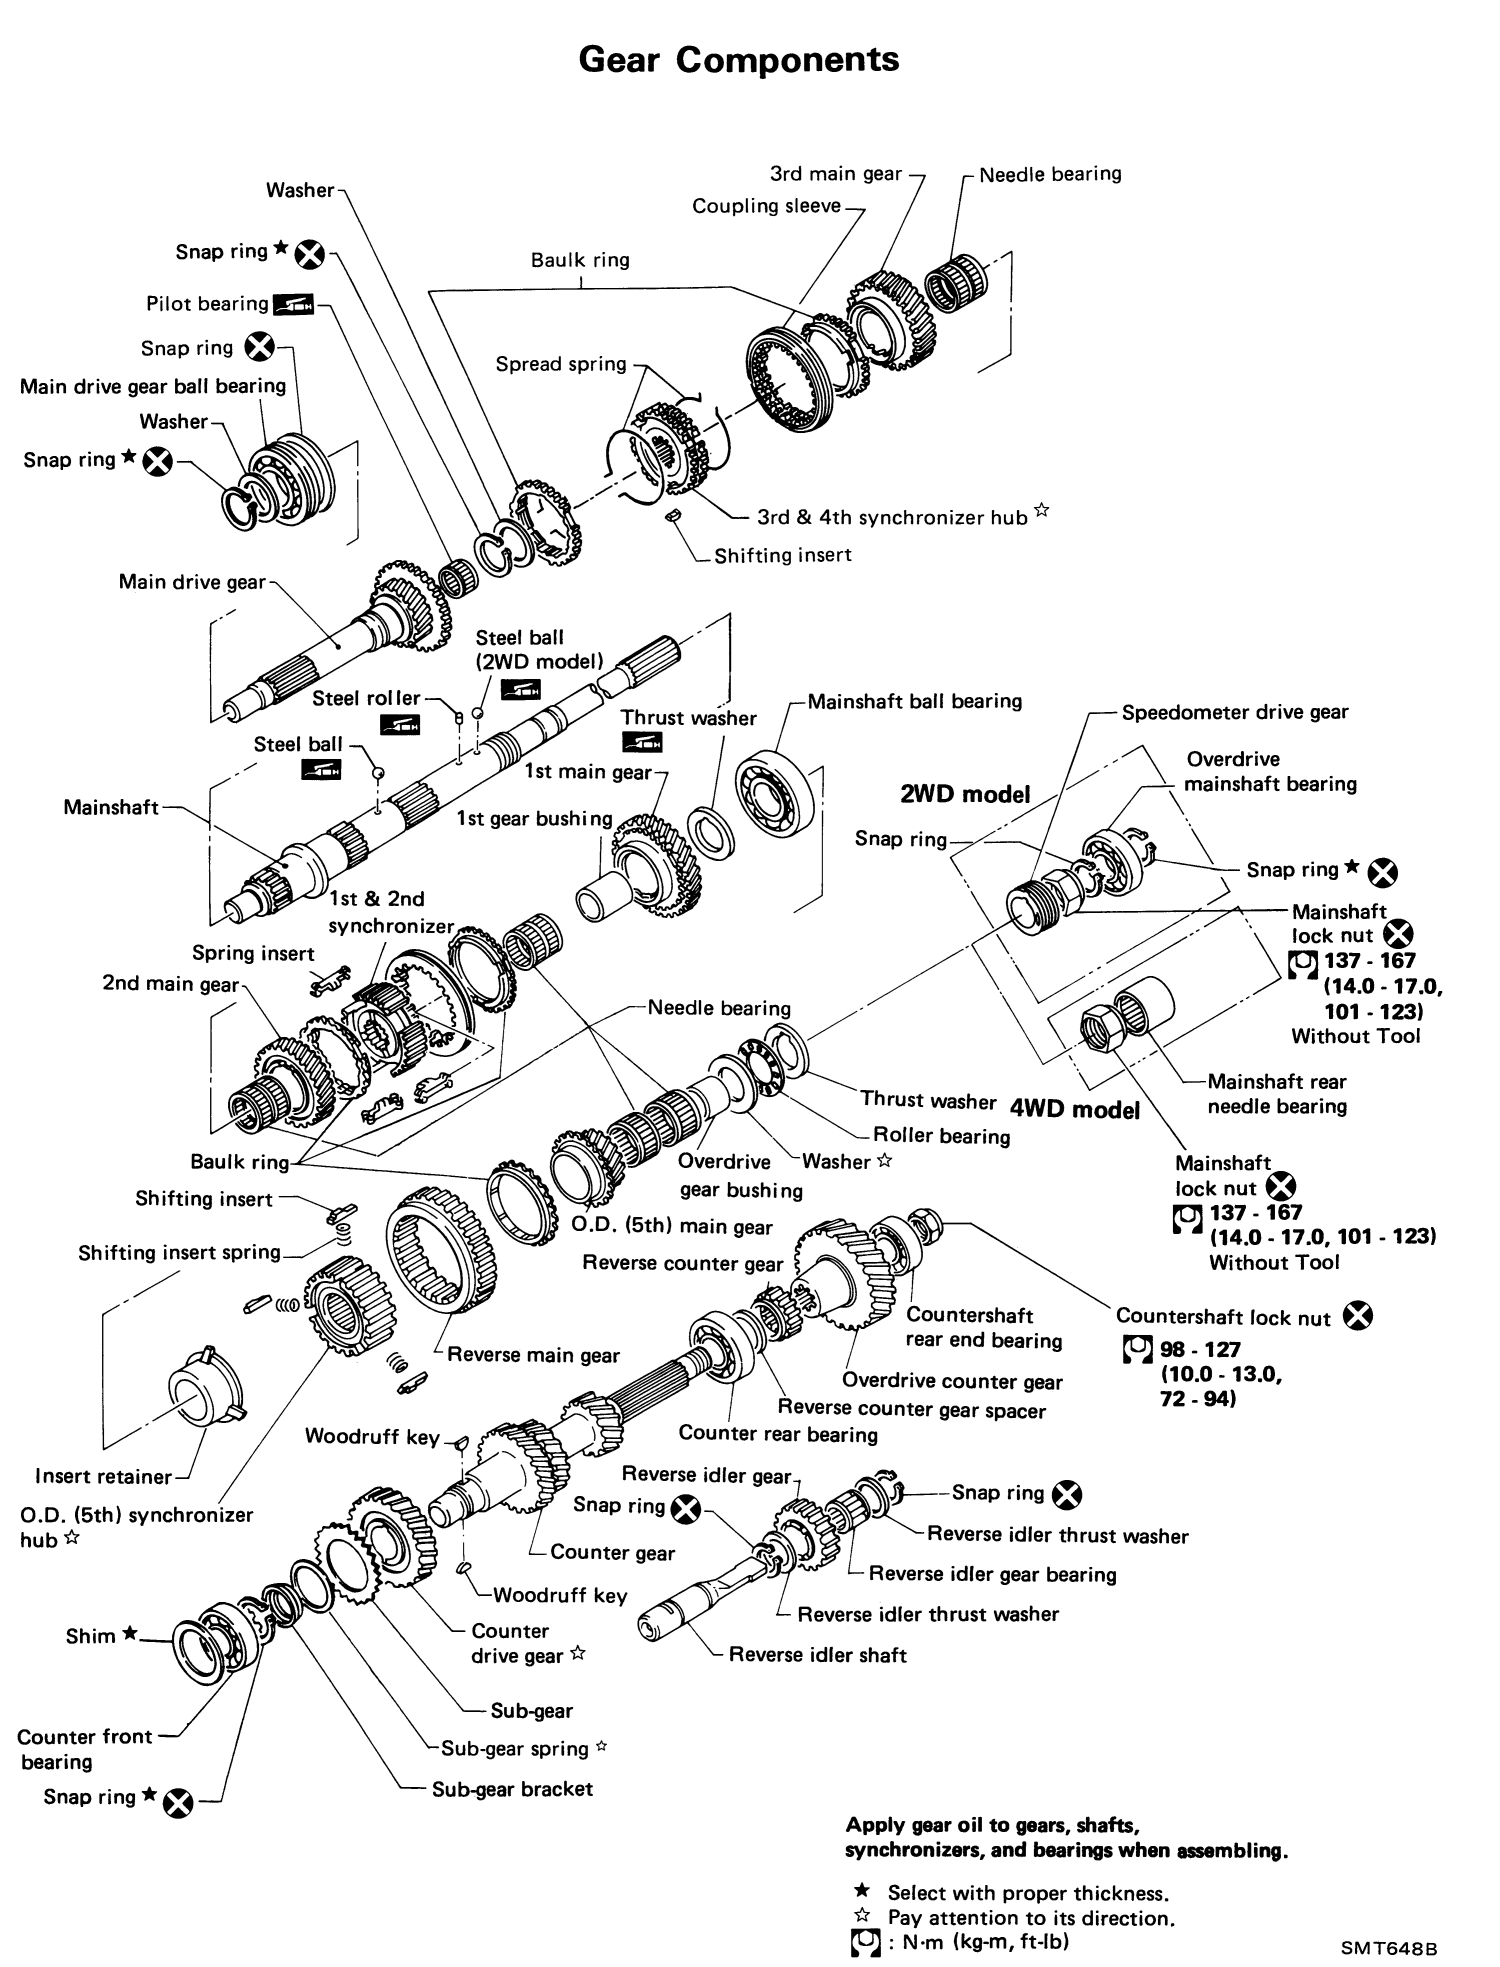 Gear Components
3rd main gear
Needle bearing
Washer
Coupling sleeve
Snap ring ★
Baulk ring
Pilot bearing
Snap ring
Spread spring
Main drive gear ball bearing
Washer
Snap ring ★
3rd & 4th synchronizer hub ☆
Shifting insert
Main drive gear
Steel ball
(2WD model)
Steel roller
Thrust washer
Mainshaft ball bearing
Speedometer drive gear
Steel ball
1st main gear
Overdrive
mainshaft bearing
Mainshaft
1st gear bushing
2WD model
Snap ring
Snap ring ★
1st & 2nd
synchronizer
Mainshaft
lock nut
137 - 167
(14.0 - 17.0,
101 - 123)
Without Tool
Spring insert
2nd main gear
Needle bearing
Mainshaft rear
needle bearing
Thrust washer
4WD model
Roller bearing
Baulk ring
Overdrive
gear bushing
Washer ☆
Mainshaft
lock nut
137 - 167
(14.0 - 17.0, 101 - 123)
Without Tool
Shifting insert
O.D. (5th) main gear
Shifting insert spring
Reverse counter gear
Countershaft
rear end bearing
Countershaft lock nut
98 - 127
(10.0 - 13.0,
72 - 94)
Reverse main gear
Overdrive counter gear
Reverse counter gear spacer
Counter rear bearing
Woodruff key
Insert retainer
Reverse idler gear
Snap ring
Snap ring
O.D. (5th) synchronizer
hub ☆
Reverse idler thrust washer
Counter gear
Reverse idler gear bearing
Woodruff key
Reverse idler thrust washer
Shim ★
Counter
drive gear ☆
Reverse idler shaft
Sub-gear
Counter front
bearing
Sub-gear spring ☆
Sub-gear bracket
Snap ring ★
Apply gear oil to gears, shafts,
synchronizers, and bearings when assembling.
★ Select with proper thickness.
☆ Pay attention to its direction.
: N·m (kg-m, ft-lb)
SMT648B